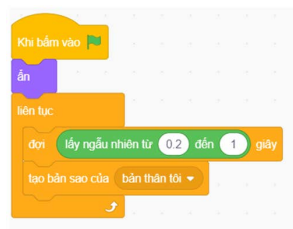 Khi bấm vào
ẩn
liên tục
đợi lấy ngẫu nhiên từ 0.2 đến 1 giây
tạo bản sao của bản thân tôi